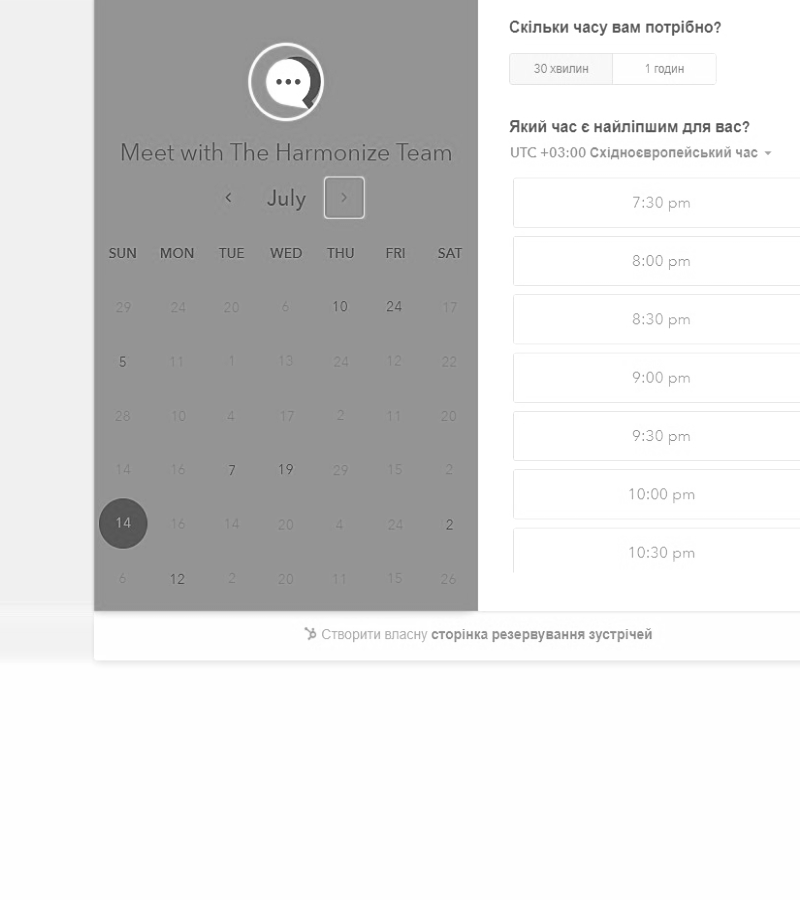 Meet with The Harmonize Team
July
SUN MON TUE WED THU FRI SAT
29 24 20 6 10 24 17
5 11 1 13 24 12 22
28 10 4 17 2 11 20
14 16 7 19 29 15 2
14 16 14 20 4 24 2
6 12 2 20 11 15 26
Скільки часу вам потрібно?
30 хвилин 1 годин
Який час є найліпшим для вас?
UTC +03:00 Східноєвропейський час
7:30 pm
8:00 pm
8:30 pm
9:00 pm
9:30 pm
10:00 pm
10:30 pm
Створити власну сторінка резервування зустрічей